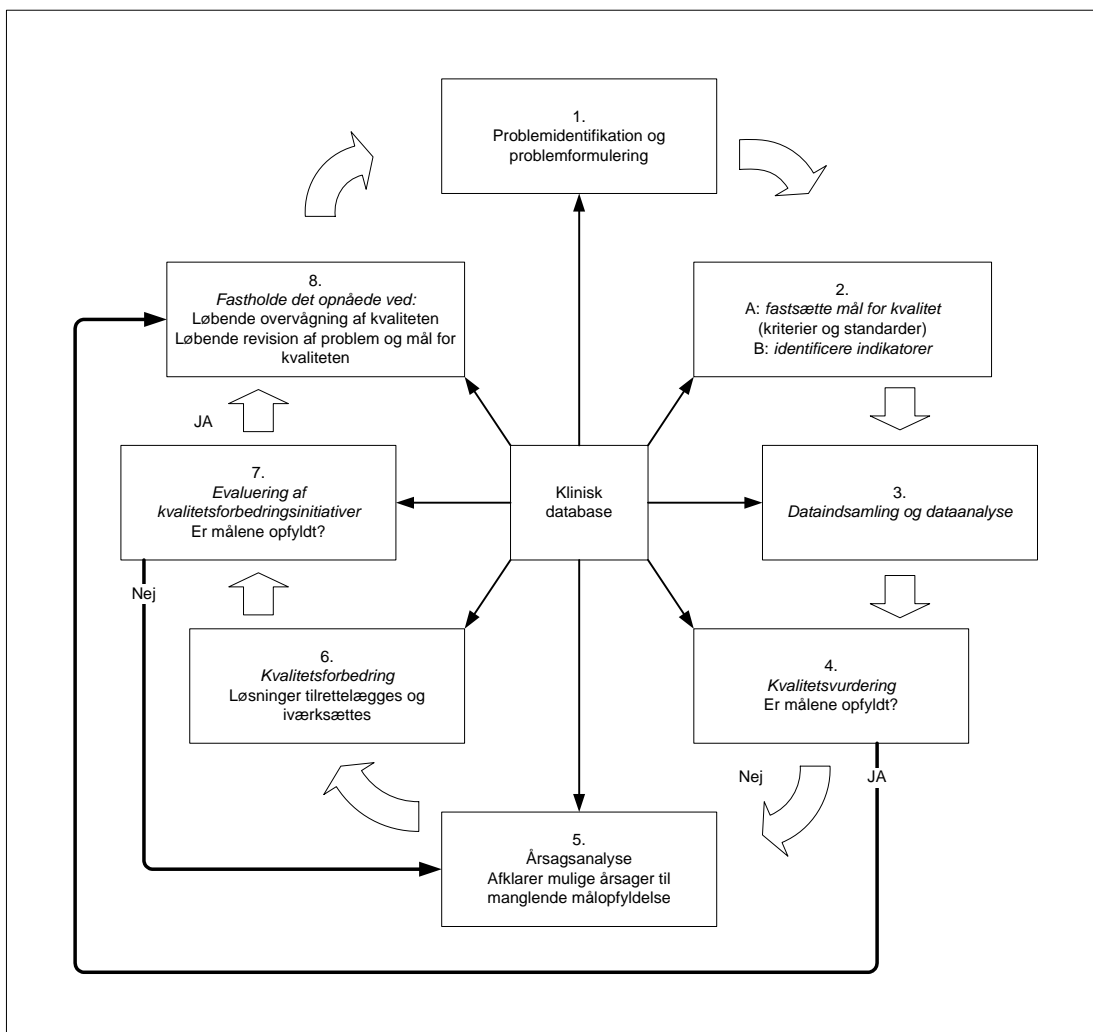 1.
Problemidentifikation og
problemformulering
2.
A: fastsætte mål for kvalitet
(kriterier og standarder)
B: identificere indikatorer
3.
Dataindsamling og dataanalyse
4.
Kvalitetsvurdering
Er målene opfyldt?
Nej
JA
5.
Årsagsanalyse
Afklarer mulige årsager til
manglende målopfyldelse
6.
Kvalitetsforbedring
Løsninger tilrettelægges og
iværksættes
7.
Evaluering af
kvalitetsforbedringsinitiativer
Er målene opfyldt?
Nej
JA
8.
Fastholde det opnåede ved:
Løbende overvågning af kvaliteten
Løbende revision af problem og mål for
kvaliteten
Klinisk
database